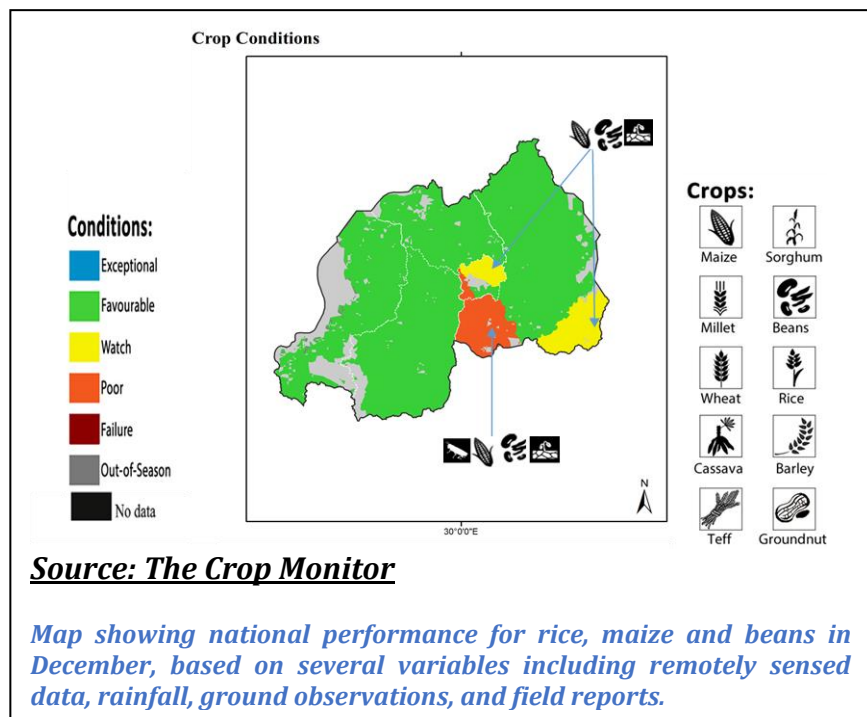 Crop Conditions
Conditions:
Exceptional
Favourable
Watch
Poor
Failure
Out-of-Season
No data
N
30°0'0"E
Crops:
Maize Sorghum
Millet Beans
Wheat Rice
Cassava Barley
Teff Groundnut
Source: The Crop Monitor
Map showing national performance for rice, maize and beans in
December, based on several variables including remotely sensed
data, rainfall, ground observations, and field reports.